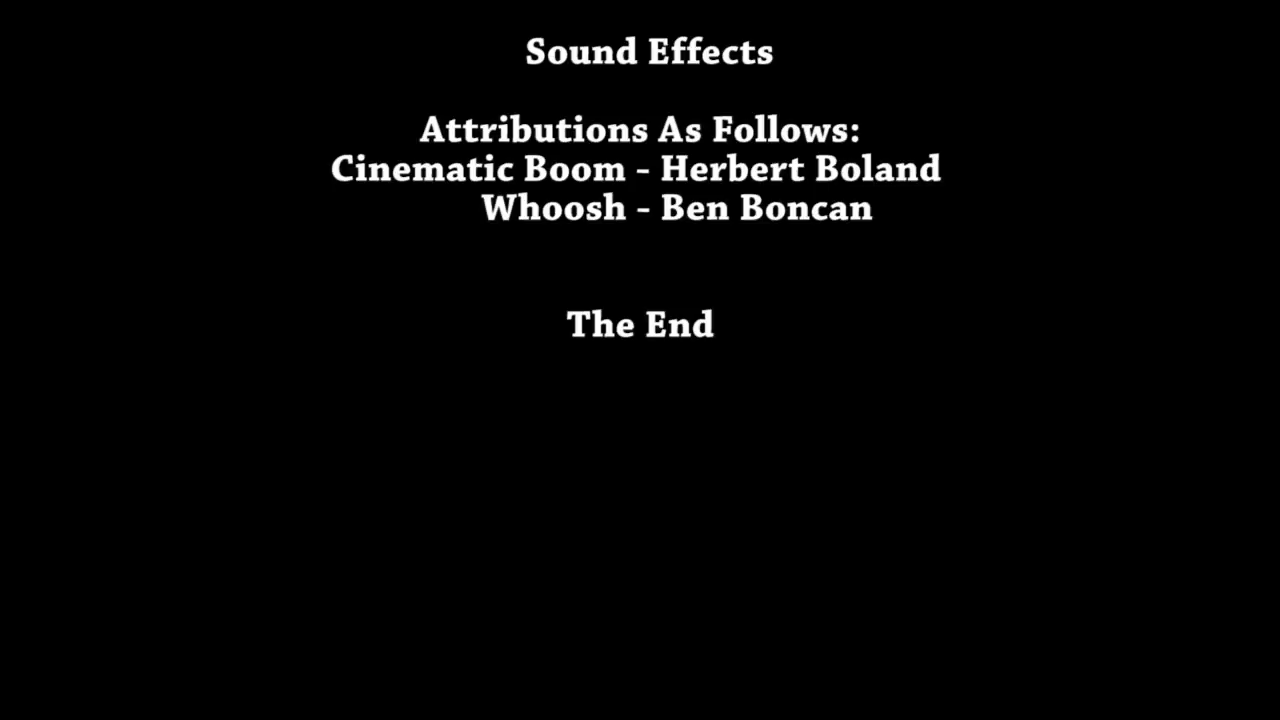 Sound Effects
Attributions As Follows:
Cinematic Boom - Herbert Boland
Whoosh - Ben Boncan
The End